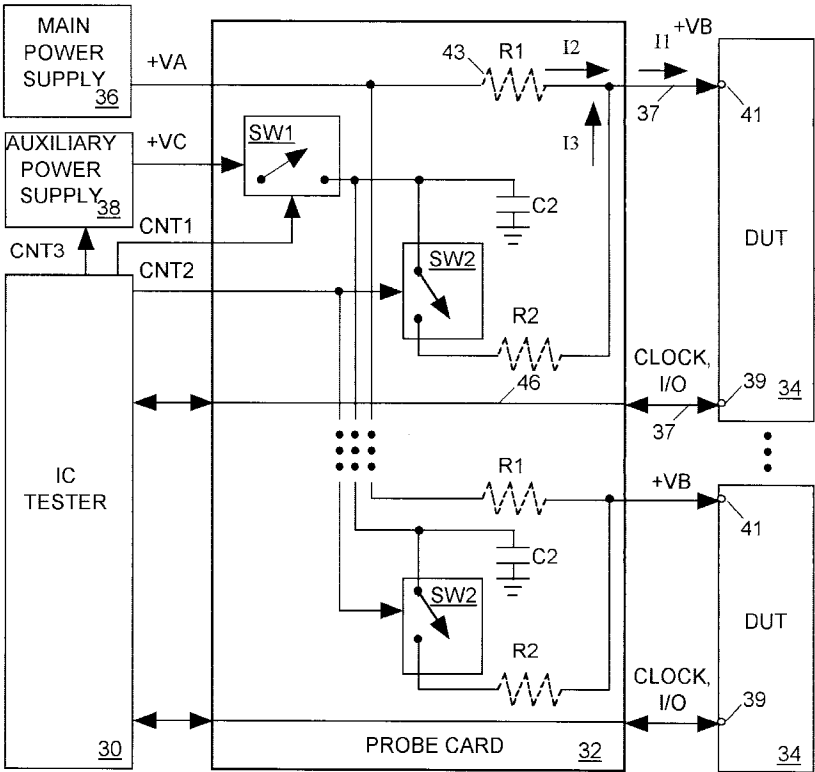 MAIN
POWER
SUPPLY
36
+VA
43
R1
I2
I1
+VB
37
41
AUXILIARY
POWER
SUPPLY
38
+VC
SW1
I3
C2
CNT3
CNT1
CNT2
SW2
R2
DUT
46
CLOCK,
I/O
37
39
34
IC
TESTER
R1
+VB
41
C2
SW2
R2
DUT
CLOCK,
I/O
39
30
PROBE CARD
32
34